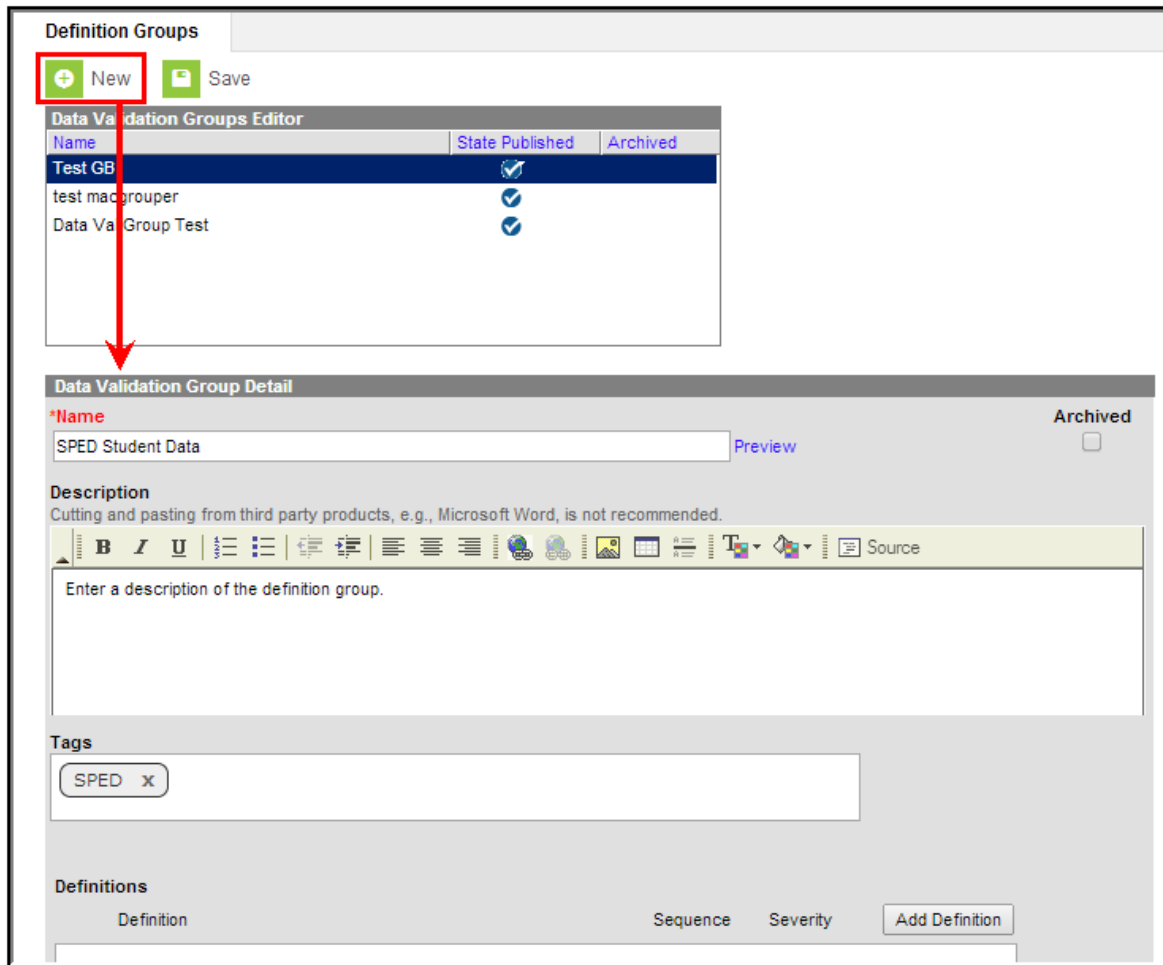 Definition Groups
New Save
Data Validation Groups Editor
Name State Published Archived
Test GB
test macgrouper
Data Val Group Test
Data Validation Group Detail
*Name Archived
SPED Student Data Preview
Description
Cutting and pasting from third party products, e.g., Microsoft Word, is not recommended.
B I U Source
Enter a description of the definition group.
Tags
SPED x
Definitions
Definition Sequence Severity Add Definition